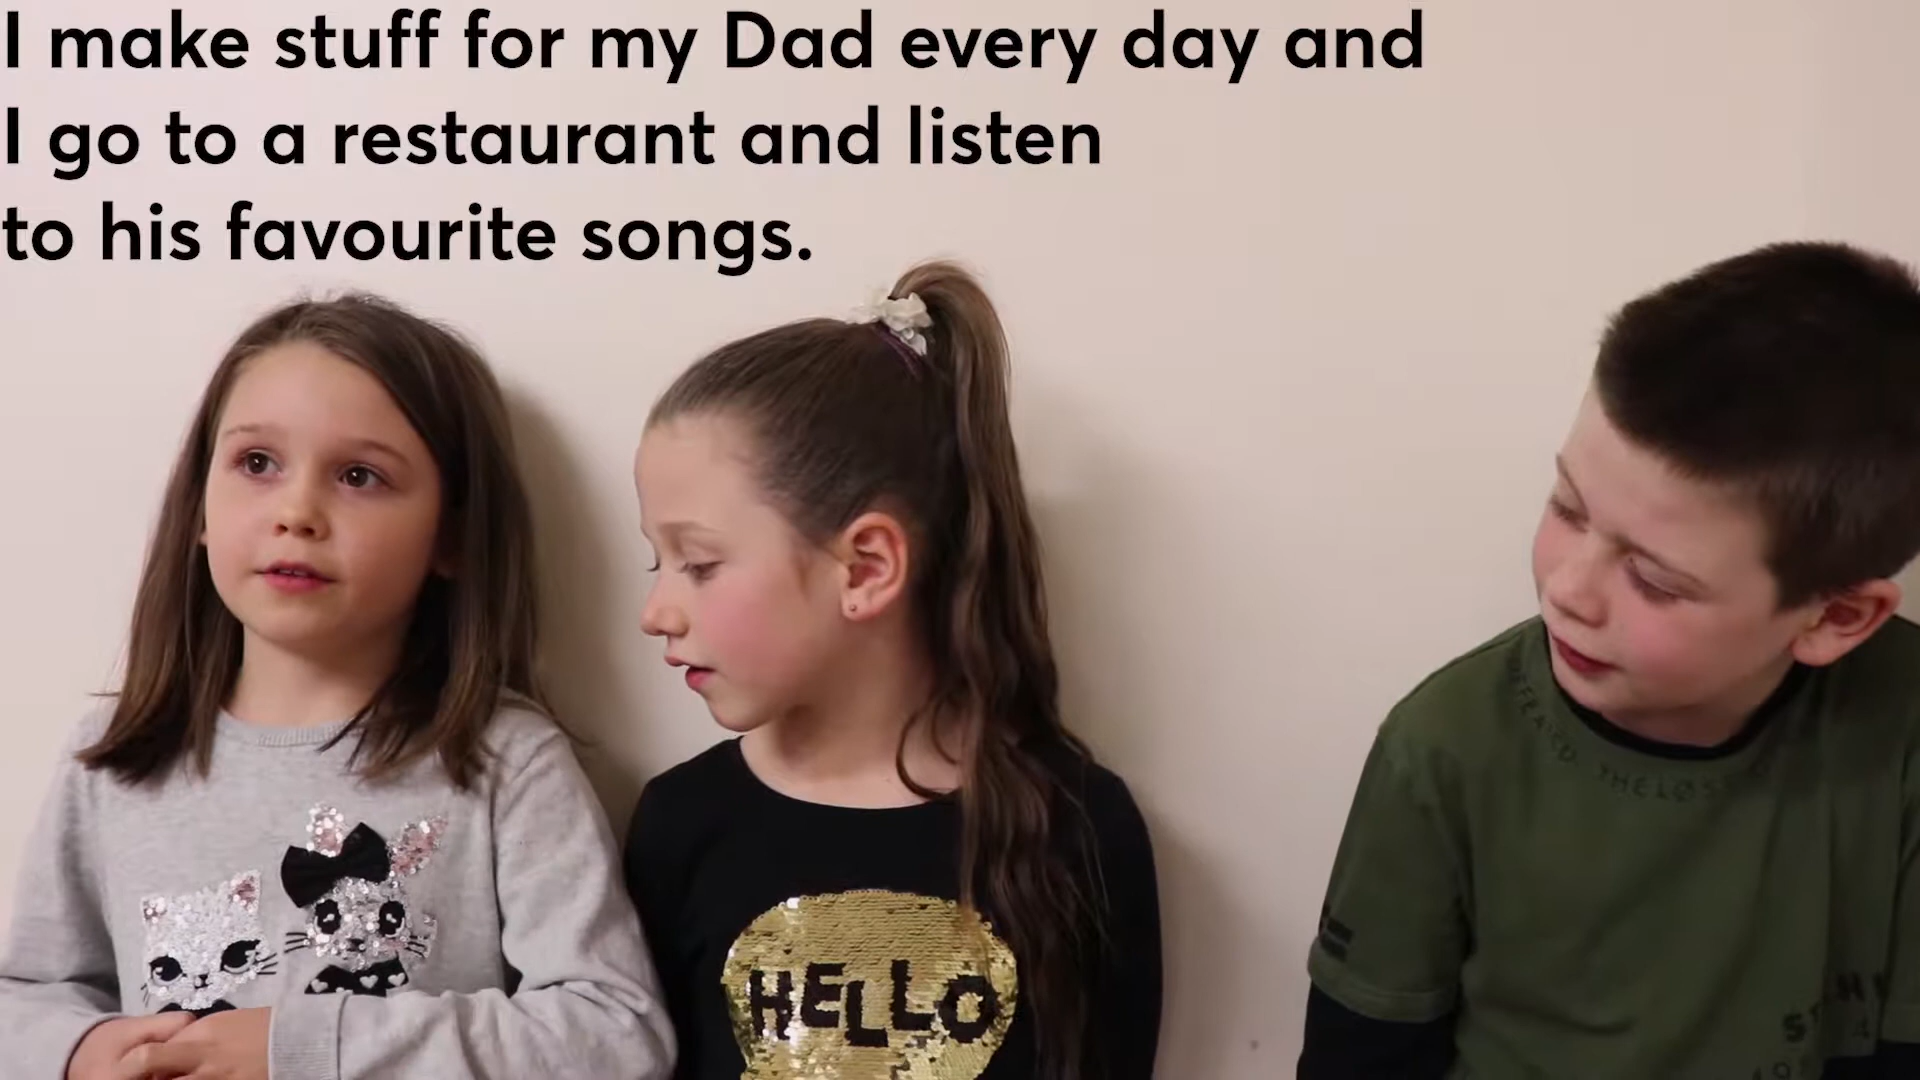 I make stuff for my Dad every day and
I go to a restaurant and listen
to his favourite songs.
HELLO